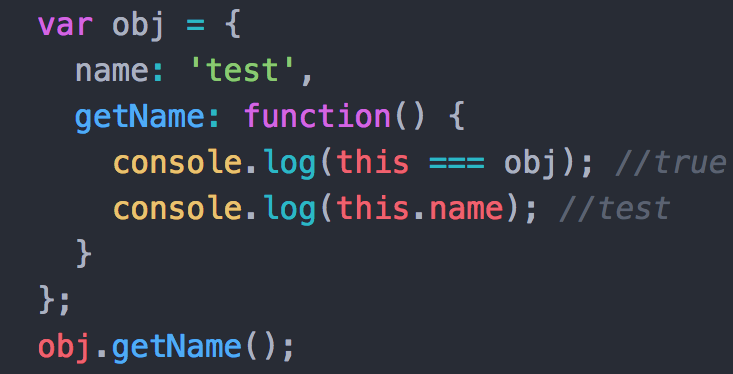 var obj = {
  name: 'test',
  getName: function() {
    console.log(this === obj); //true
    console.log(this.name); //test
  }
};
obj.getName();